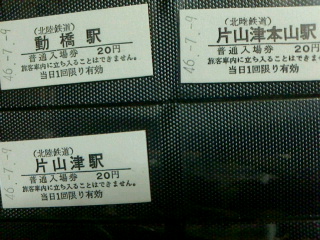 46-7-9
(北陸鉄道)
動橋駅
普通入場券 20円
旅客車内に立ち入ることはできません。
当日1回限り有効
46-7-9
(北陸鉄道)
片山津本山駅
普通入場券 20円
旅客車内に立ち入ることはできません。
当日1回限り有効
46-7-9
(北陸鉄道)
片山津駅
普通入場券 20円
旅客車内に立ち入ることはできません。
当日1回限り有効